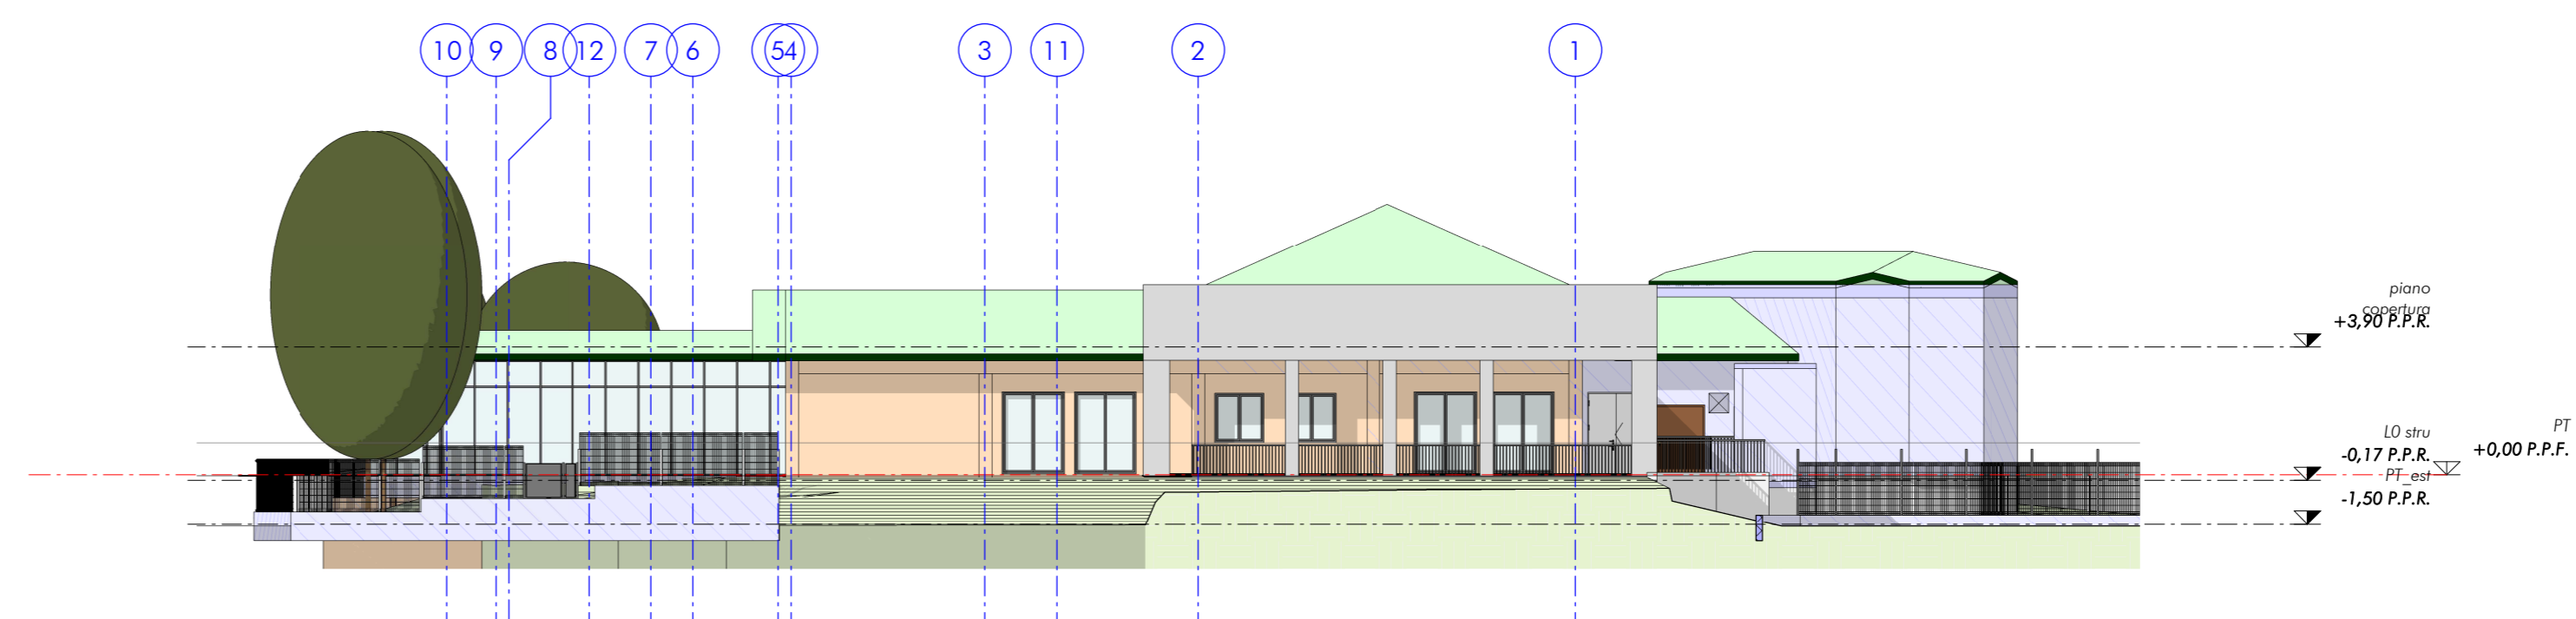 10 9 8 12 7 6 5 4 3 11 2 1
piano
copertura
+3,90 P.P.R.
L0 stru
-0,17 P.P.R.
PT
+0,00 P.P.F.
PT_est
-1,50 P.P.R.